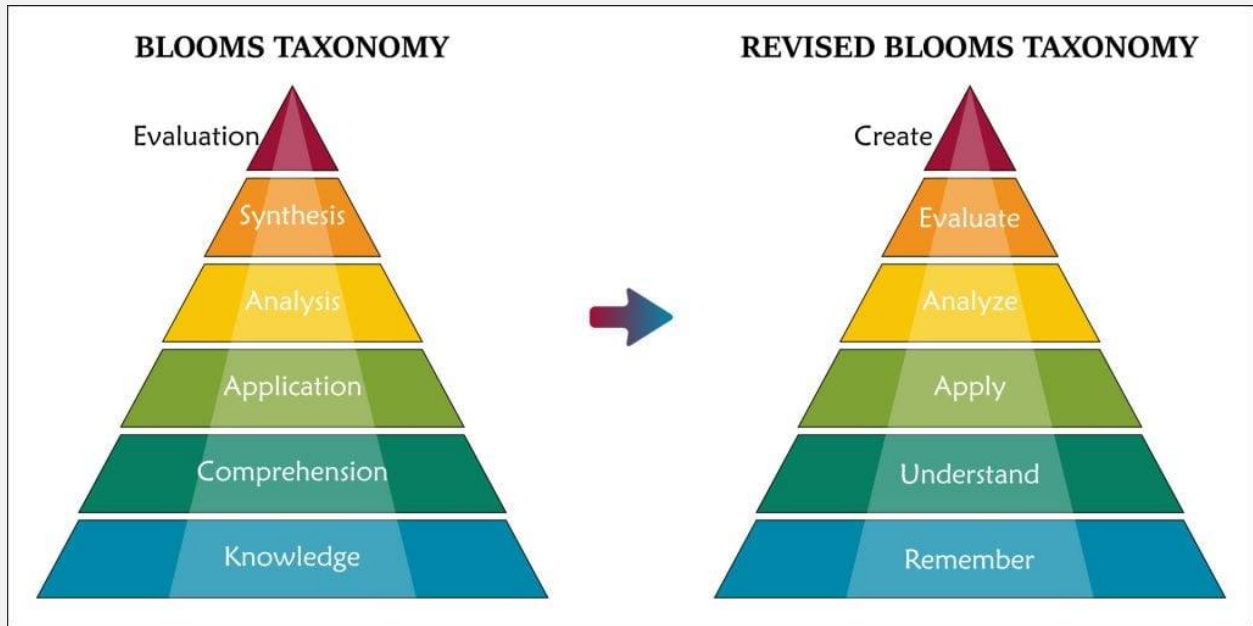 BLOOMS TAXONOMY
Evaluation
Synthesis
Analysis
Application
Comprehension
Knowledge
REVISED BLOOMS TAXONOMY
Create
Evaluate
Analyze
Apply
Understand
Remember